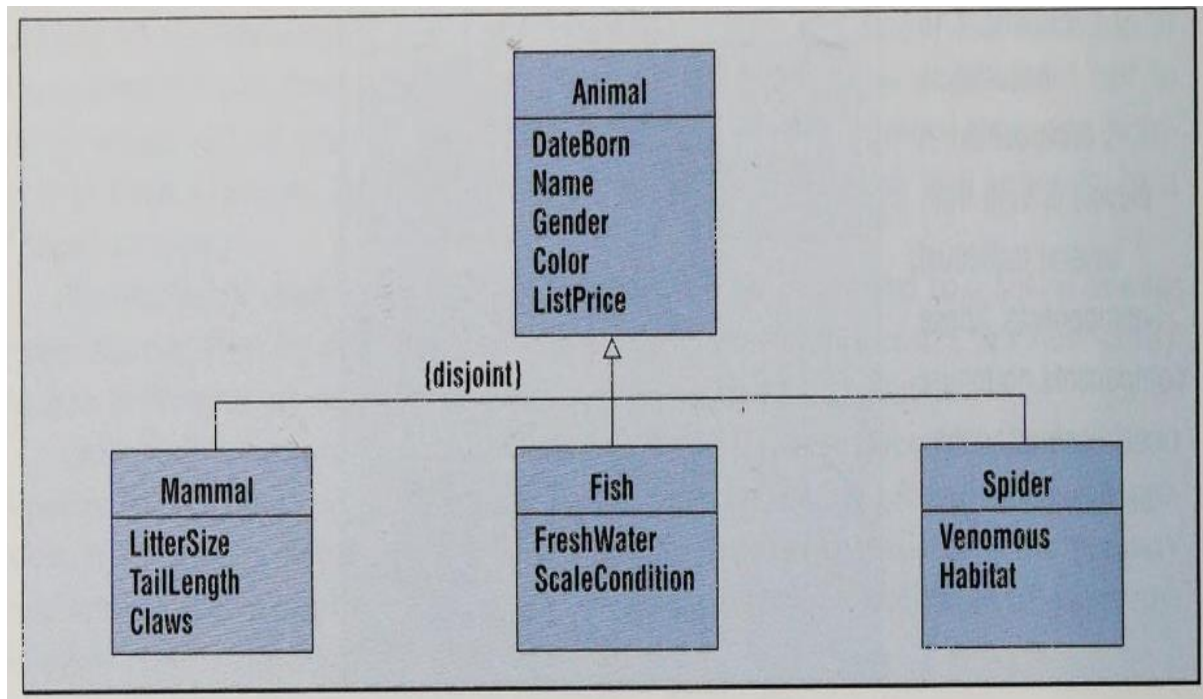 Animal
DateBorn
Name
Gender
Color
ListPrice
{disjoint}
Mammal
LitterSize
TailLength
Claws
Fish
FreshWater
ScaleCondition
Spider
Venomous
Habitat